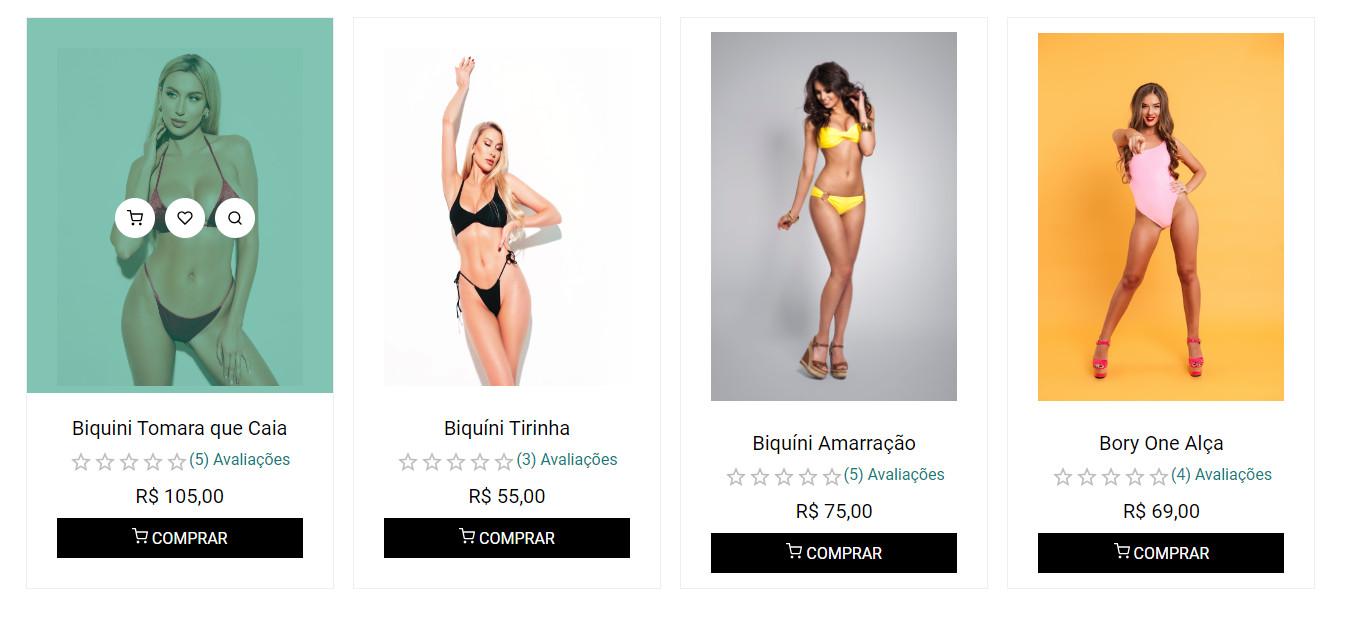 Biquini Tomara que Caia
(5) Avaliações
R$ 105,00
COMPRAR
Biquíni Tirinha
(3) Avaliações
R$ 55,00
COMPRAR
Biquíni Amarração
(5) Avaliações
R$ 75,00
COMPRAR
Bory One Alça
(4) Avaliações
R$ 69,00
COMPRAR